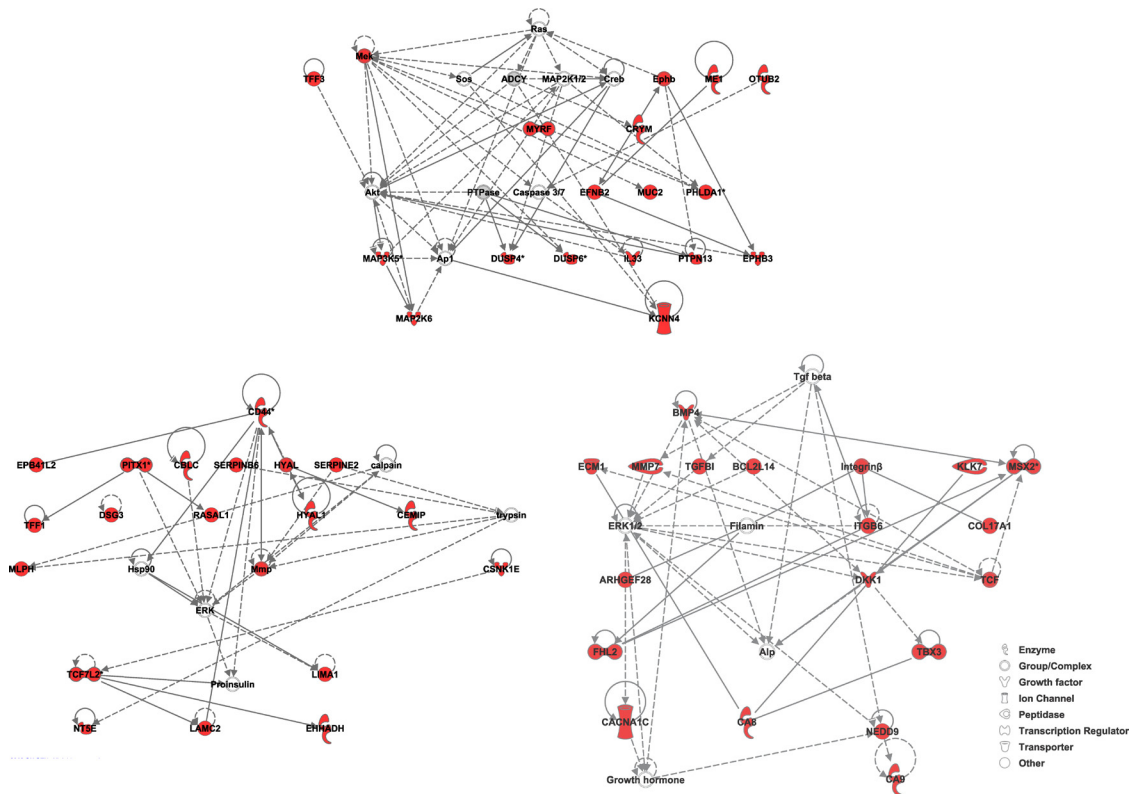 Ras
Mek
TFF3
Sos
ADCY
MAP2K1/2
Creb
Ephb
ME1
OTUB2
MYRF
CRYM
Akt
PTPase
Caspase 3/7
EFNB2
MUC2
PHLDA1*
MAP3K5*
Ap1
DUSP4*
DUSP6*
IL33
PTPN13
EPHB3
MAP2K6
KCNN4
CD44*
EPB41L2
PITX1*
CBLC
SERPINB6
HYAL
SERPINE2
calpain
TFF1
DSG3
RASAL1
HYAL1
CEMIP
trypsin
MLPH
Hsp90
Mmp
CSNK1E
ERK
TCF7L2*
Proinsulin
LIMA1
NT5E
LAMC2
EHHADH
Tgf beta
BMP4
ECM1
MMP7
TGFBI
BCL2L14
Integrinβ
KLK7
MSX2*
ERK1/2
Filamin
ITGB6
COL17A1
ARHGEF28
DKK1
TCF
FHL2
Alp
TBX3
CACNA1C
CA8
NEDD9
Growth hormone
CA9
Enzyme
Group/Complex
Growth factor
Ion Channel
Peptidase
Transcription Regulator
Transporter
Other